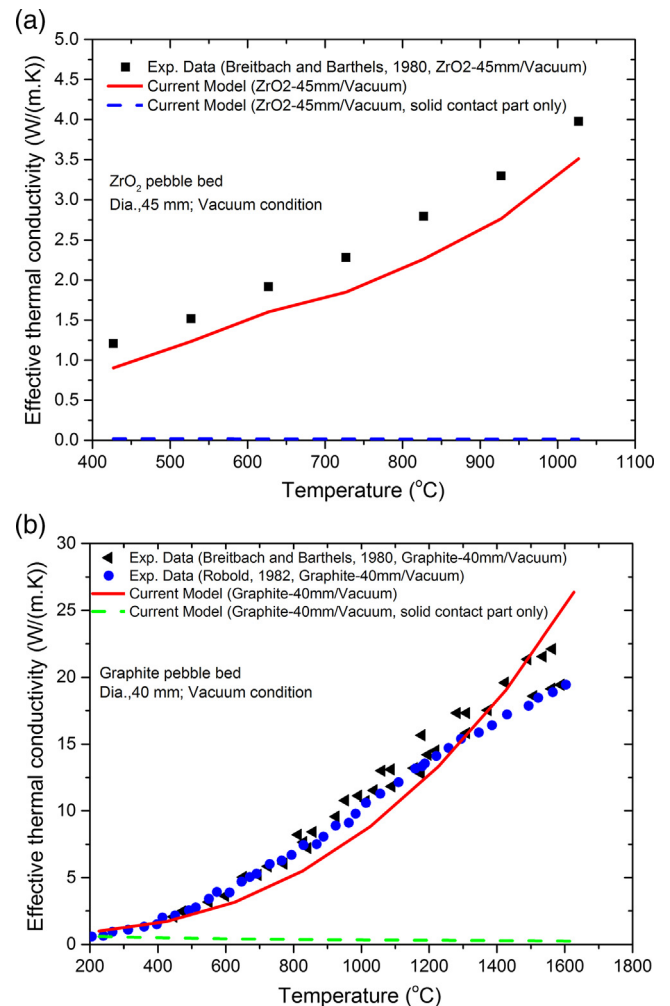 (a)
5.0
4.5
4.0
3.5
3.0
2.5
2.0
1.5
1.0
0.5
0.0
Effective thermal conductivity (W/(m.K))
Exp. Data (Breitbach and Barthels, 1980, ZrO2-45mm/Vacuum)
Current Model (ZrO2-45mm/Vacuum)
Current Model (ZrO2-45mm/Vacuum, solid contact part only)
ZrO₂ pebble bed
Dia.,45 mm; Vacuum condition
400 500 600 700 800 900 1000 1100
Temperature (°C)
(b)
30
25
20
15
10
5
0
Effective thermal conductivity (W/(m.K))
Exp. Data (Breitbach and Barthels, 1980, Graphite-40mm/Vacuum)
Exp. Data (Robold, 1982, Graphite-40mm/Vacuum)
Current Model (Graphite-40mm/Vacuum)
Current Model (Graphite-40mm/Vacuum, solid contact part only)
Graphite pebble bed
Dia.,40 mm; Vacuum condition
200 400 600 800 1000 1200 1400 1600 1800
Temperature (°C)